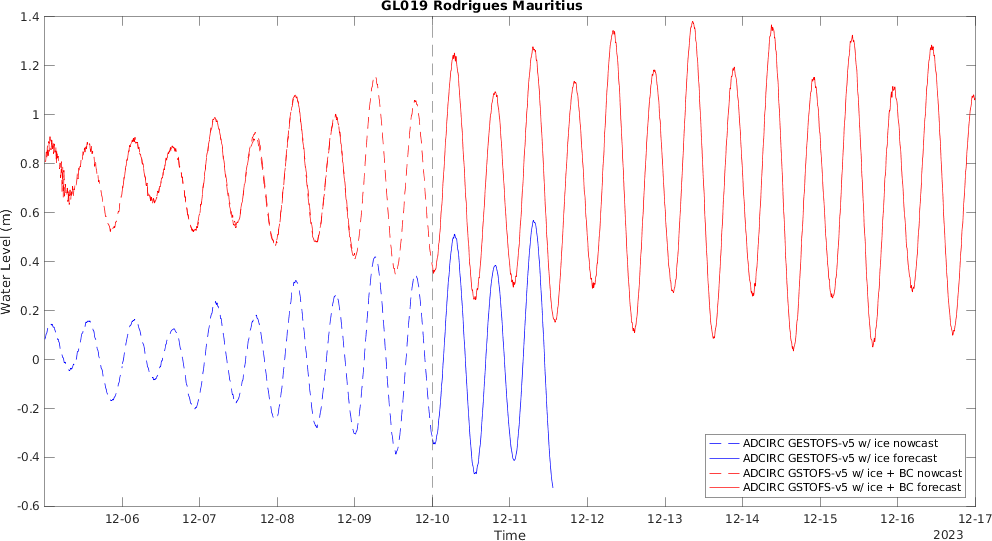 GL019 Rodrigues Mauritius
1.4
1.2
1
0.8
0.6
0.4
0.2
0
-0.2
-0.4
-0.6
Water Level (m)
ADCIRC GESTOFS-v5 w/ ice nowcast
ADCIRC GESTOFS-v5 w/ ice forecast
ADCIRC GSTOFS-v5 w/ ice + BC nowcast
ADCIRC GSTOFS-v5 w/ ice + BC forecast
12-06 12-07 12-08 12-09 12-10 12-11 12-12 12-13 12-14 12-15 12-16 12-17
Time
2023